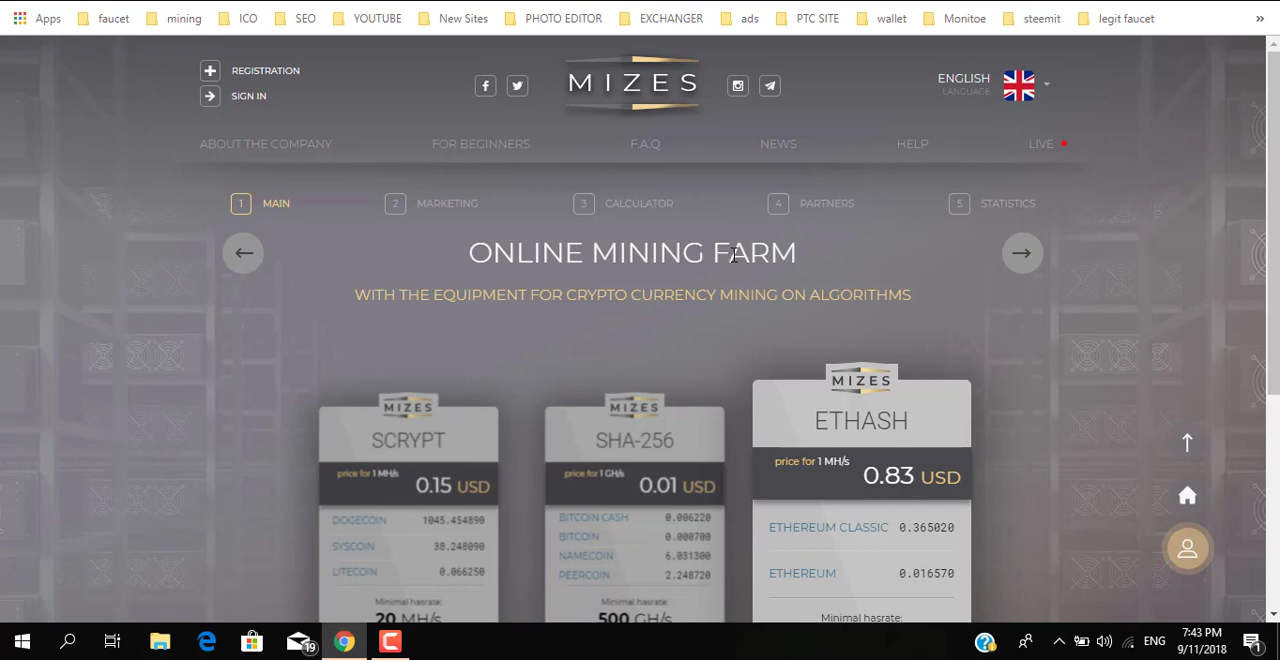 Apps faucet mining ICO SEO YOUTUBE New Sites PHOTO EDITOR EXCHANGER ads PTC SITE wallet Monitoe steemit legit faucet »
REGISTRATION
SIGN IN
MIZES
ENGLISH
LANGUAGE
ABOUT THE COMPANY FOR BEGINNERS F.A.Q NEWS HELP LIVE
1 MAIN 2 MARKETING 3 CALCULATOR 4 PARTNERS 5 STATISTICS
ONLINE MINING FARM
WITH THE EQUIPMENT FOR CRYPTO CURRENCY MINING ON ALGORITHMS
MIZES
SCRYPT
price for 1 MH/s
0.15 USD
DOGECOIN 1045.454890
SYSCOIN 38.248090
LITECOIN 0.066250
Minimal hasrate:
20 MH/s
MIZES
SHA-256
price for 1 GH/s
0.01 USD
BITCOIN CASH 0.006220
BITCOIN 0.000700
NAMECOIN 6.031300
PEERCOIN 2.248720
Minimal hasrate:
500 GH/s
MIZES
ETHASH
price for 1 MH/s
0.83 USD
ETHEREUM CLASSIC 0.365020
ETHEREUM 0.016570
Minimal hasrate:
19
ENG
7:43 PM
9/11/2018
1